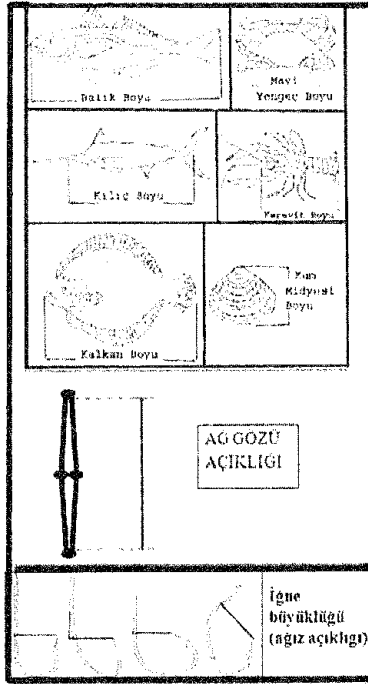 Balık Boyu
Mavi
Yengeç Boyu
Kılıç Boyu
Kerevit Boyu
Kum
Midyesi
Boyu
Kalkan Boyu
AĞ GÖZÜ
AÇIKLIĞI
İğne
büyüklüğü
(ağız açıklığı)